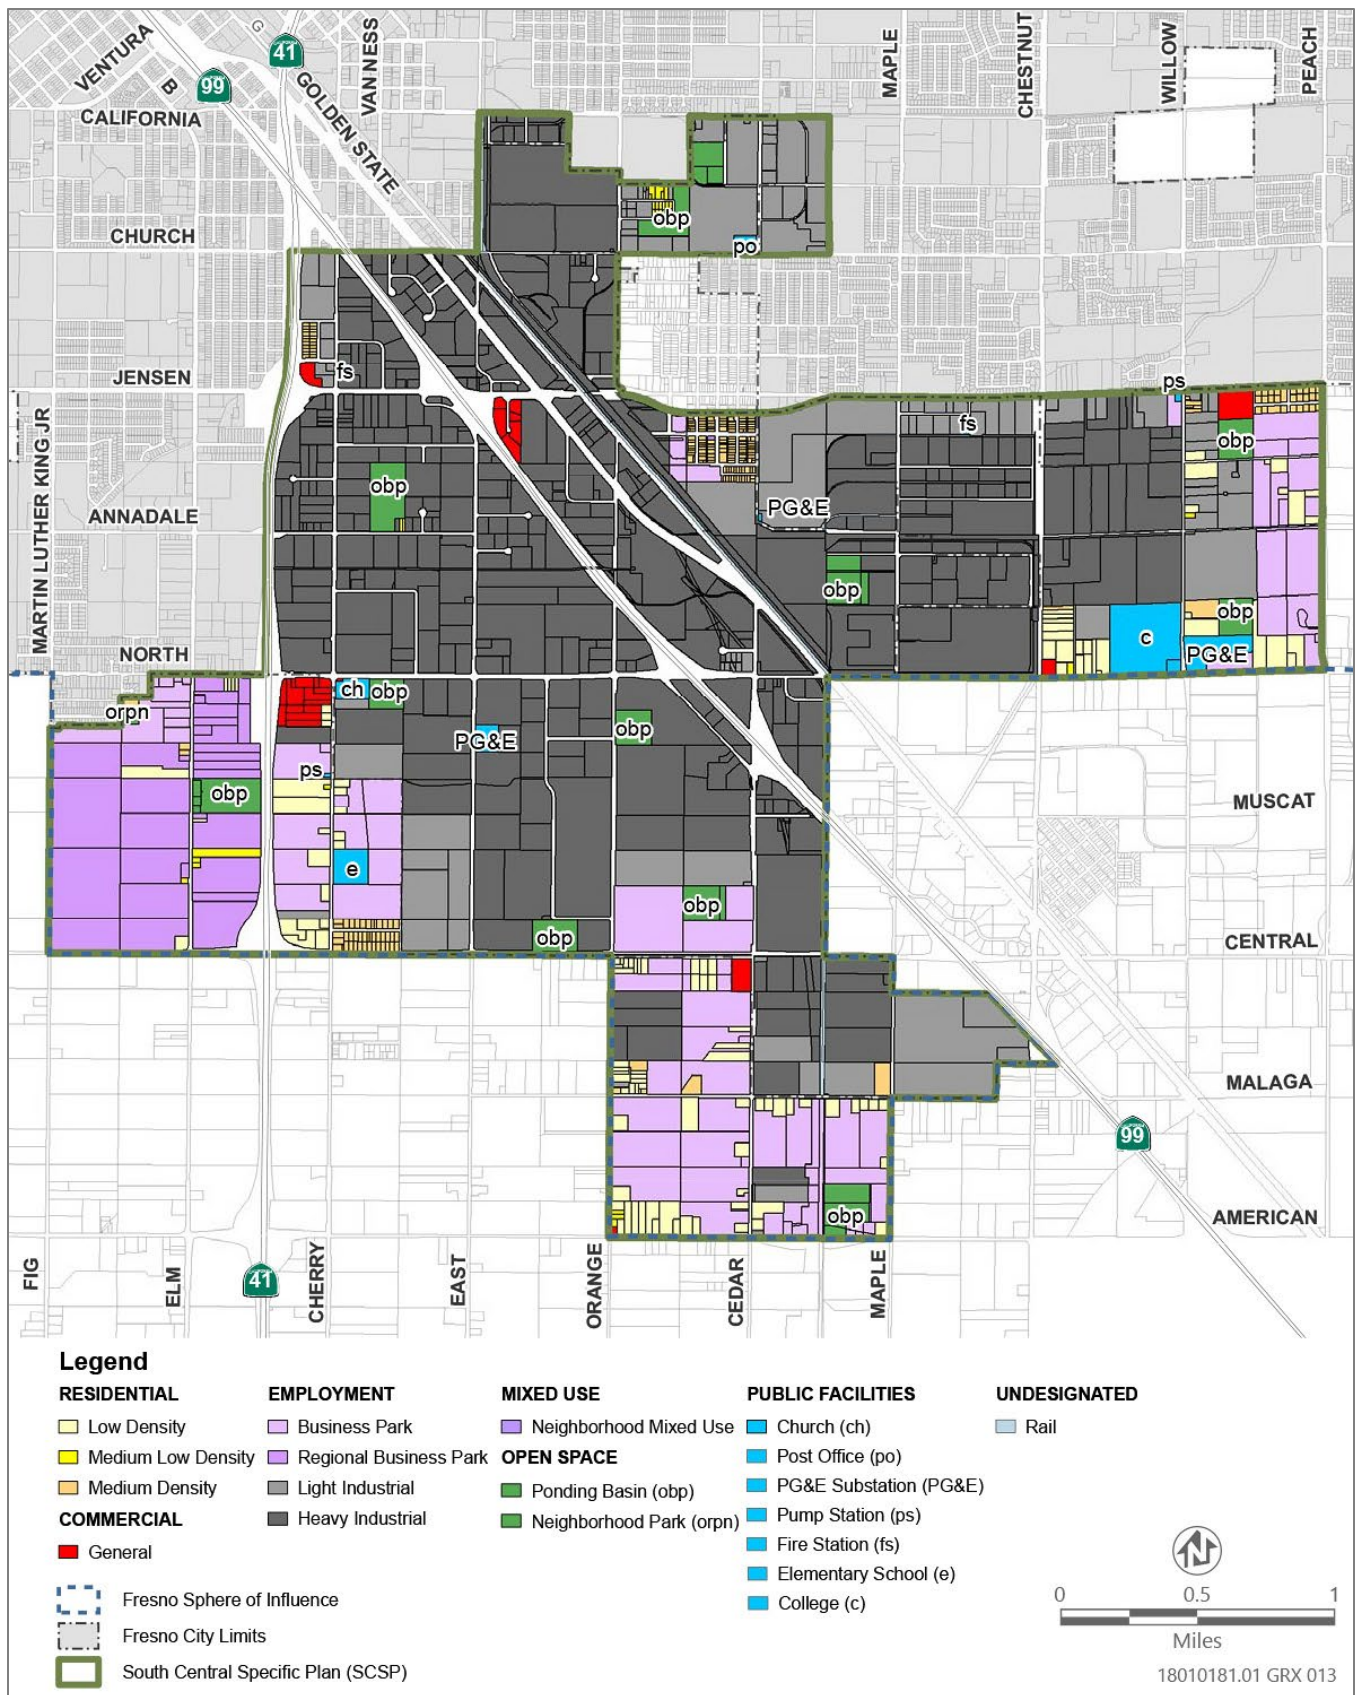 VENTURA
B
G
41
99
CALIFORNIA
GOLDEN STATE
VAN NESS
MAPLE
CHESTNUT
WILLOW
PEACH
CHURCH
obp
po
JENSEN
fs
ps
fs
obp
MARTIN LUTHER KING JR
ANNADALE
obp
PG&E
obp
obp
c
PG&E
NORTH
ch
obp
orpn
obp
PG&E
ps
obp
MUSCAT
e
obp
obp
CENTRAL
MALAGA
99
obp
AMERICAN
FIG
ELM
41
CHERRY
EAST
ORANGE
CEDAR
MAPLE
Legend
RESIDENTIAL
Low Density
Medium Low Density
Medium Density
COMMERCIAL
General
EMPLOYMENT
Business Park
Regional Business Park
Light Industrial
Heavy Industrial
MIXED USE
Neighborhood Mixed Use
OPEN SPACE
Ponding Basin (obp)
Neighborhood Park (orpn)
PUBLIC FACILITIES
Church (ch)
Post Office (po)
PG&E Substation (PG&E)
Pump Station (ps)
Fire Station (fs)
Elementary School (e)
College (c)
UNDESIGNATED
Rail
Fresno Sphere of Influence
Fresno City Limits
South Central Specific Plan (SCSP)
N
0 0.5 1
Miles
18010181.01 GRX 013